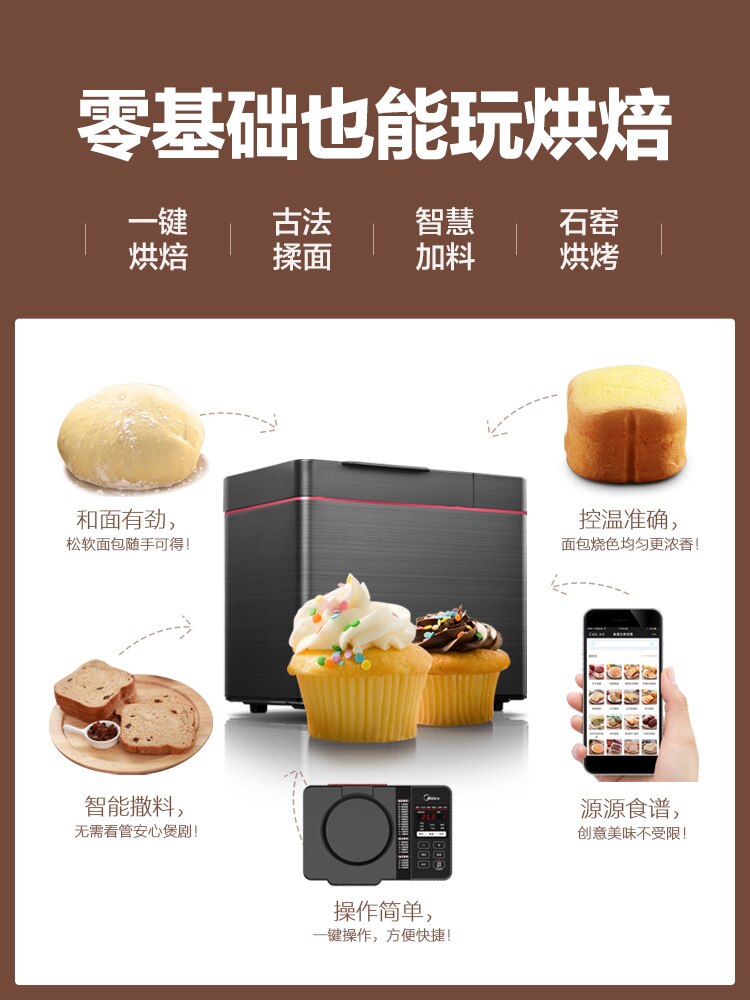 零基础也能玩烘焙
一键
烘焙
古法
揉面
智慧
加料
石窑
烘烤
和面有劲，
松软面包随手可得！
控温准确，
面包烧色均匀更浓香！
智能撒料，
无需看管安心煲剧！
源源食谱，
创意美味不受限！
Midea
操作简单，
一键操作，方便快捷！